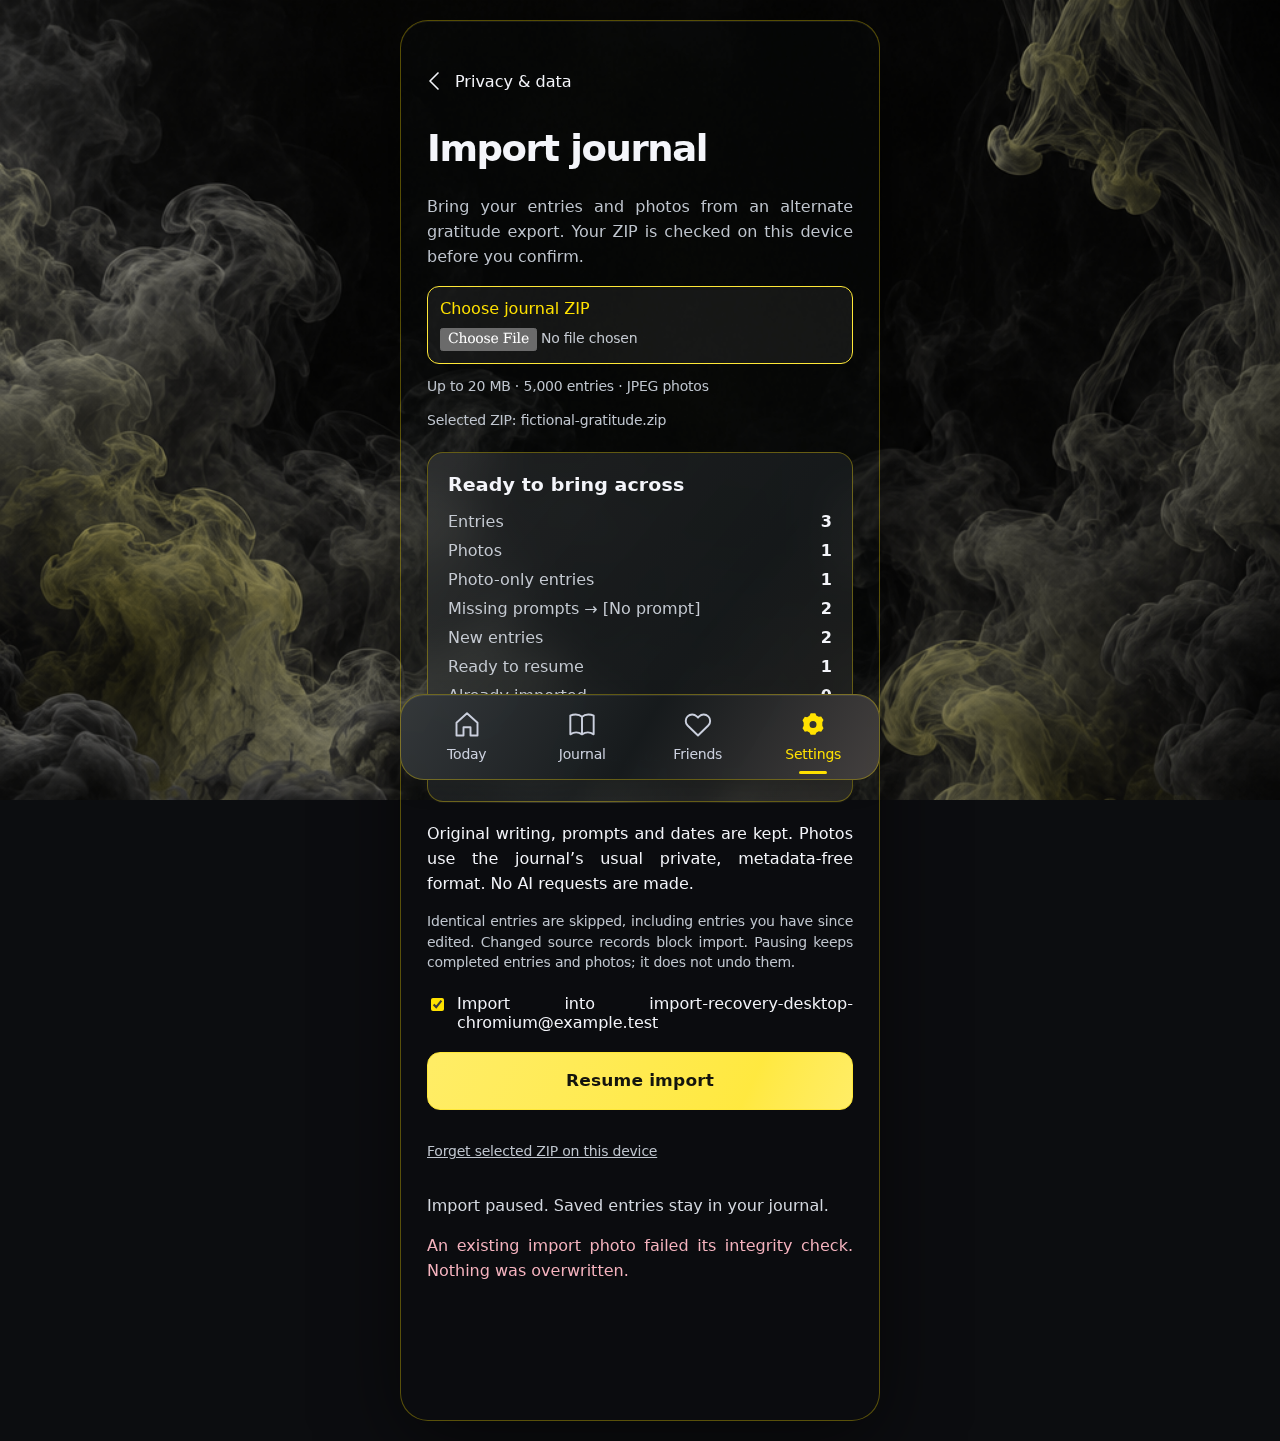 Privacy & data
Import journal
Bring your entries and photos from an alternate
gratitude export. Your ZIP is checked on this device
before you confirm.
Choose journal ZIP
Choose File No file chosen
Up to 20 MB · 5,000 entries · JPEG photos
Selected ZIP: fictional-gratitude.zip
Ready to bring across
Entries 3
Photos 1
Photo-only entries 1
Missing prompts → [No prompt] 2
New entries 2
Ready to resume 1
Already imported 0
Today Journal Friends Settings
Original writing, prompts and dates are kept. Photos
use the journal’s usual private, metadata-free
format. No AI requests are made.
Identical entries are skipped, including entries you have since
edited. Changed source records block import. Pausing keeps
completed entries and photos; it does not undo them.
Import into import-recovery-desktop-
chromium@example.test
Resume import
Forget selected ZIP on this device
Import paused. Saved entries stay in your journal.
An existing import photo failed its integrity check.
Nothing was overwritten.